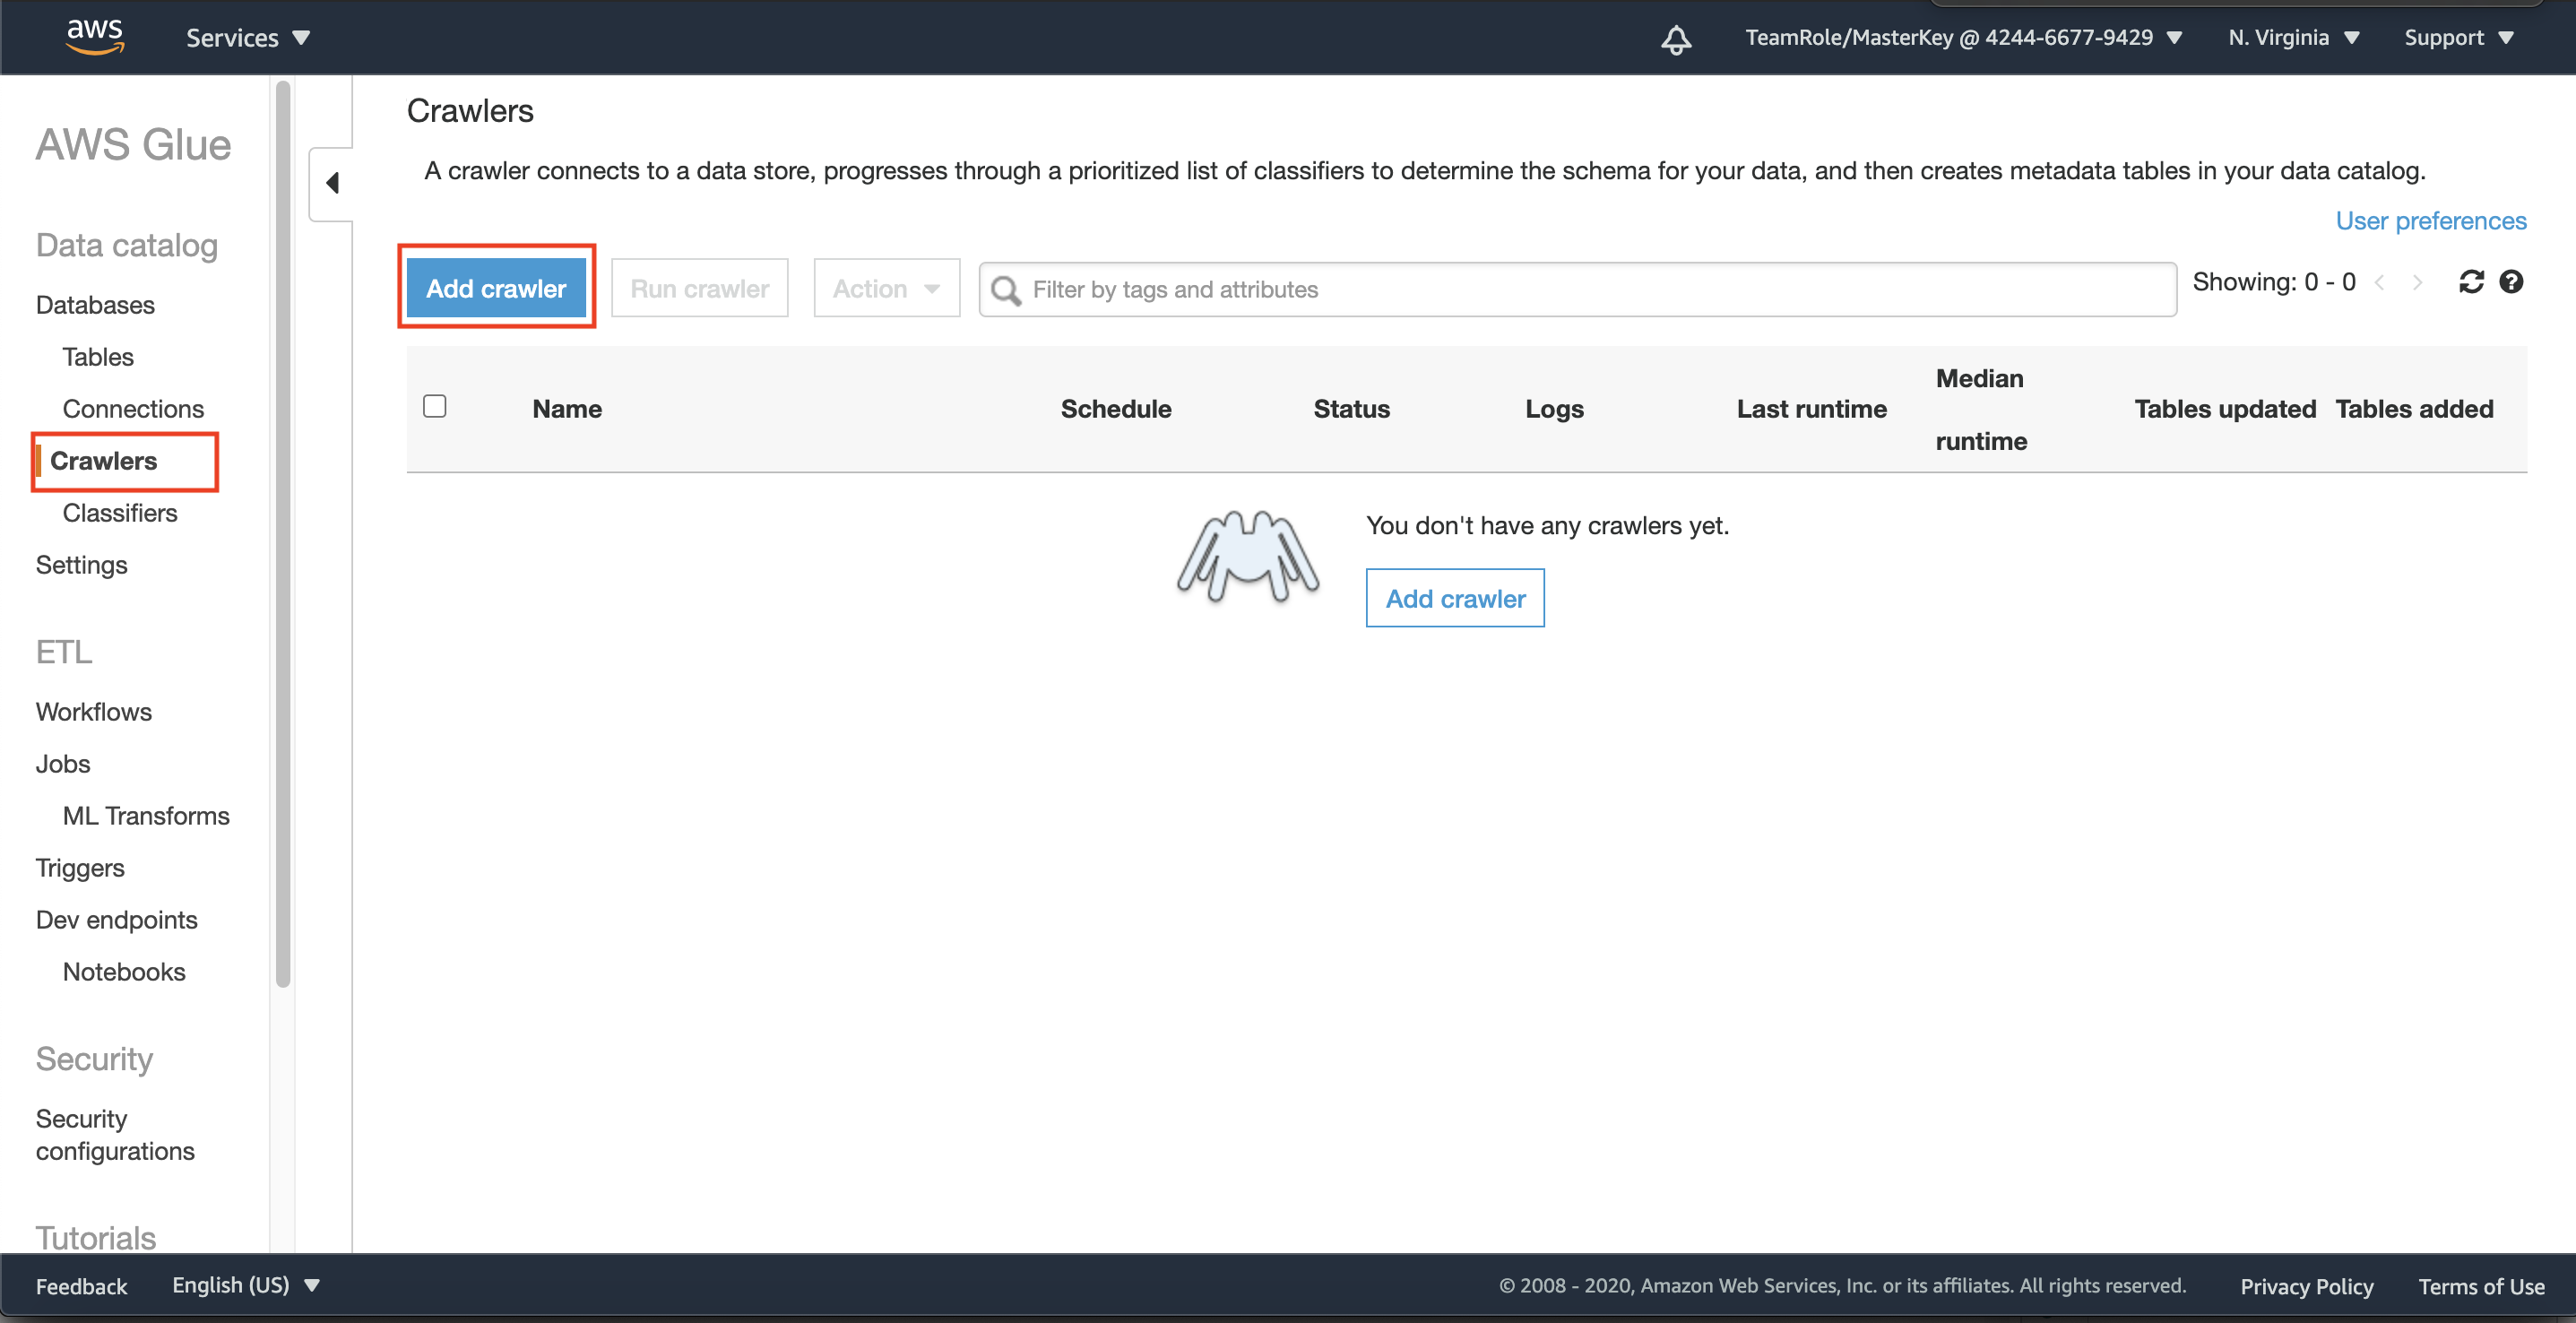 aws
Services
TeamRole/MasterKey @ 4244-6677-9429
N. Virginia
Support
AWS Glue
Data catalog
Databases
Tables
Connections
Crawlers
Classifiers
Settings
ETL
Workflows
Jobs
ML Transforms
Triggers
Dev endpoints
Notebooks
Security
Security
configurations
Tutorials
Crawlers
A crawler connects to a data store, progresses through a prioritized list of classifiers to determine the schema for your data, and then creates metadata tables in your data catalog.
User preferences
Add crawler
Run crawler
Action
Filter by tags and attributes
Showing: 0 - 0
Name
Schedule
Status
Logs
Last runtime
Median
runtime
Tables updated
Tables added
You don't have any crawlers yet.
Add crawler
Feedback
English (US)
© 2008 - 2020, Amazon Web Services, Inc. or its affiliates. All rights reserved.
Privacy Policy
Terms of Use